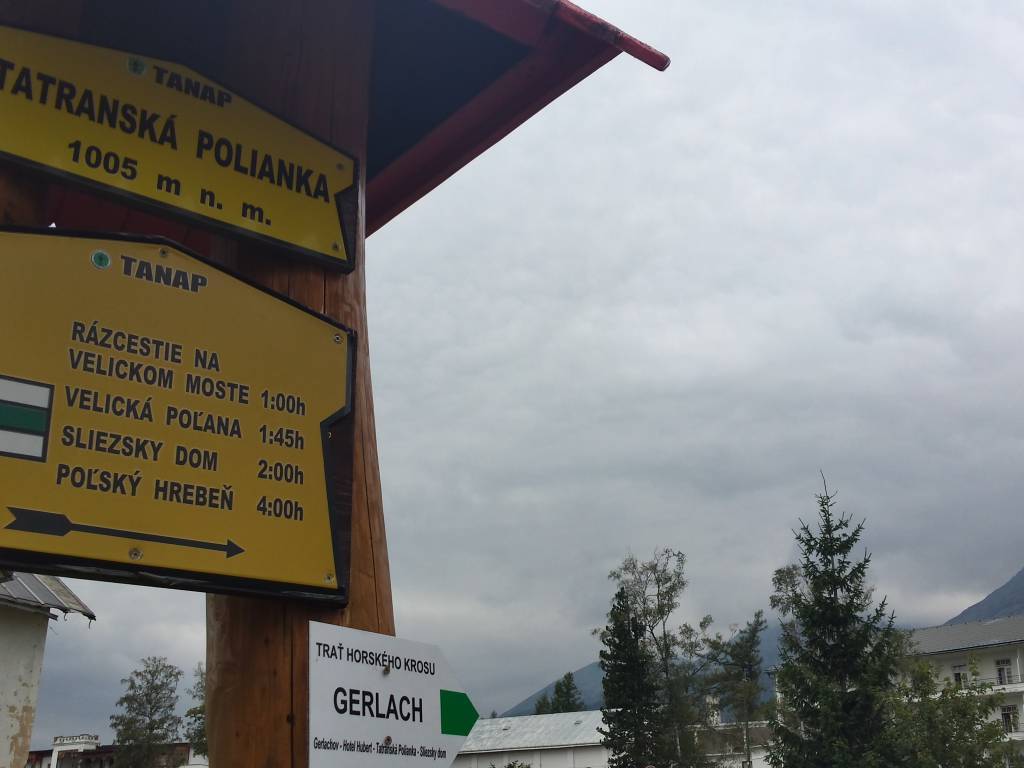 TANAP
TATRANSKÁ POLIANKA
1005 m n. m.
TANAP
RÁZCESTIE NA
VELICKOM MOSTE 1:00h
VELICKÁ POĽANA 1:45h
SLIEZSKY DOM 2:00h
POĽSKÝ HREBEŇ 4:00h
TRAŤ HORSKÉHO KROSU
GERLACH
Gerlachov - Hotel Hubert - Tatranská Polianka - Sliezsky dom